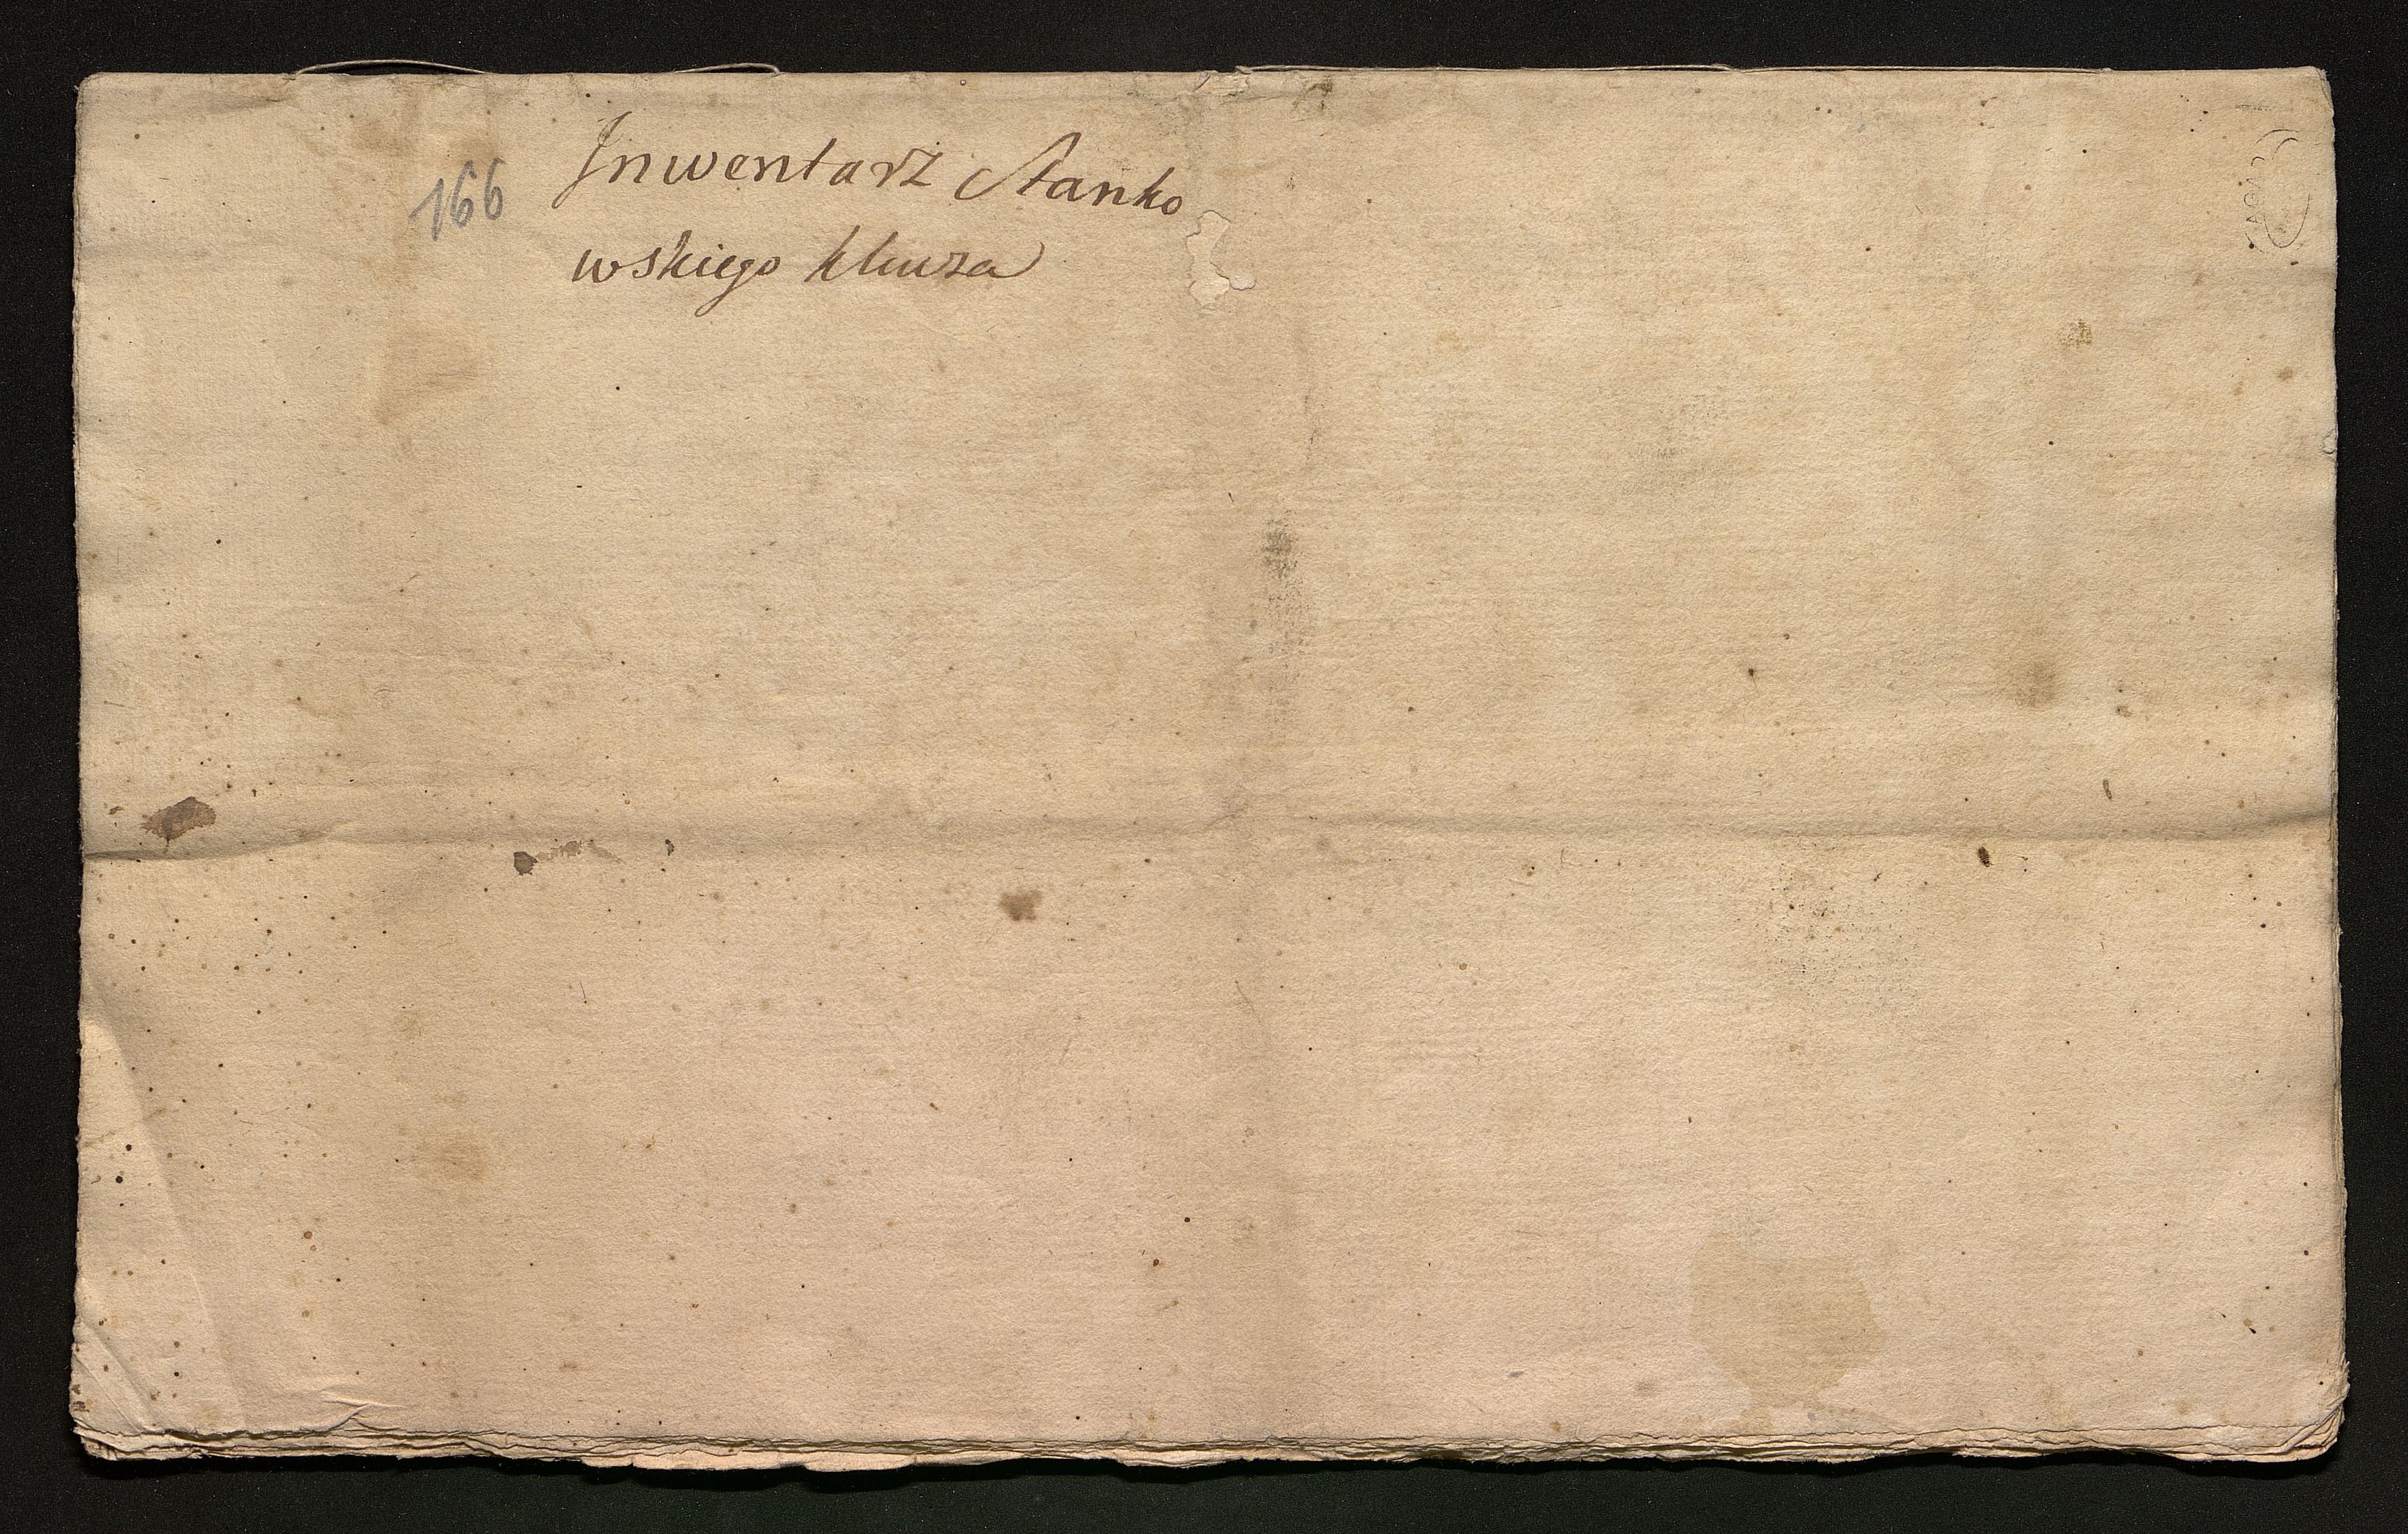 166
Inwentarz Stanko
wskiego klucza